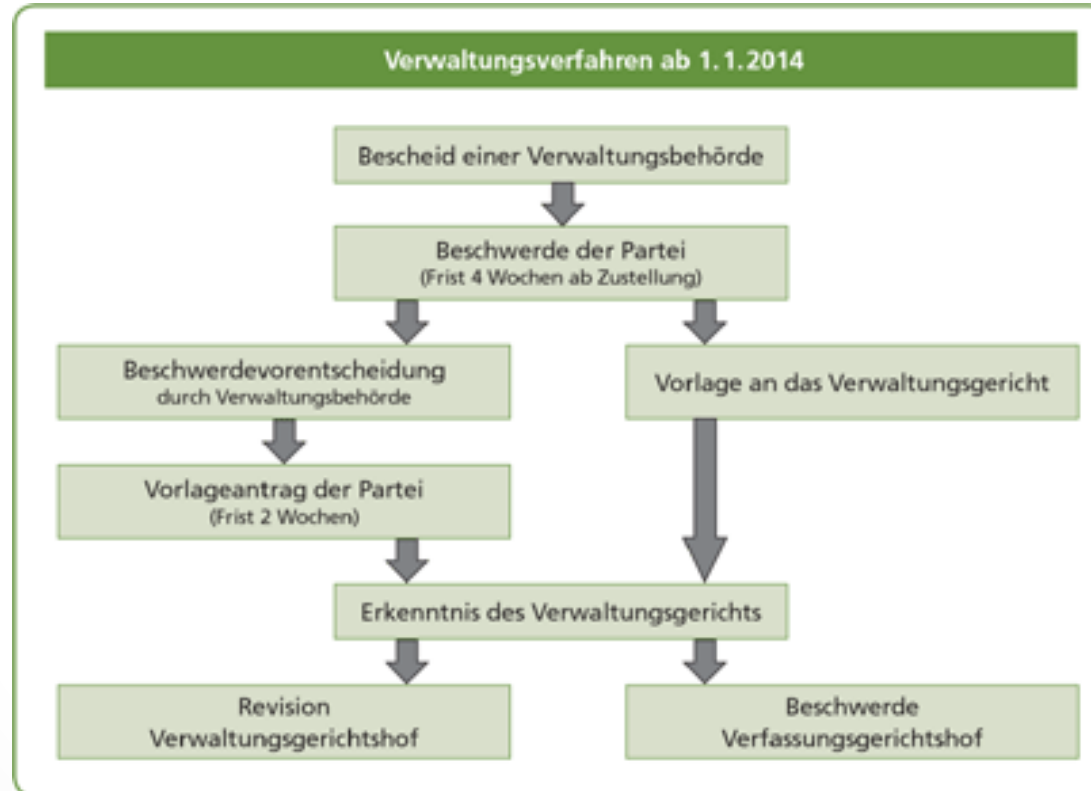 Verwaltungsverfahren ab 1.1.2014
Bescheid einer Verwaltungsbehörde
Beschwerde der Partei
(Frist 4 Wochen ab Zustellung)
Beschwerdevorentscheidung
durch Verwaltungsbehörde
Vorlage an das Verwaltungsgericht
Vorlageantrag der Partei
(Frist 2 Wochen)
Erkenntnis des Verwaltungsgerichts
Revision
Verwaltungsgerichtshof
Beschwerde
Verfassungsgerichtshof